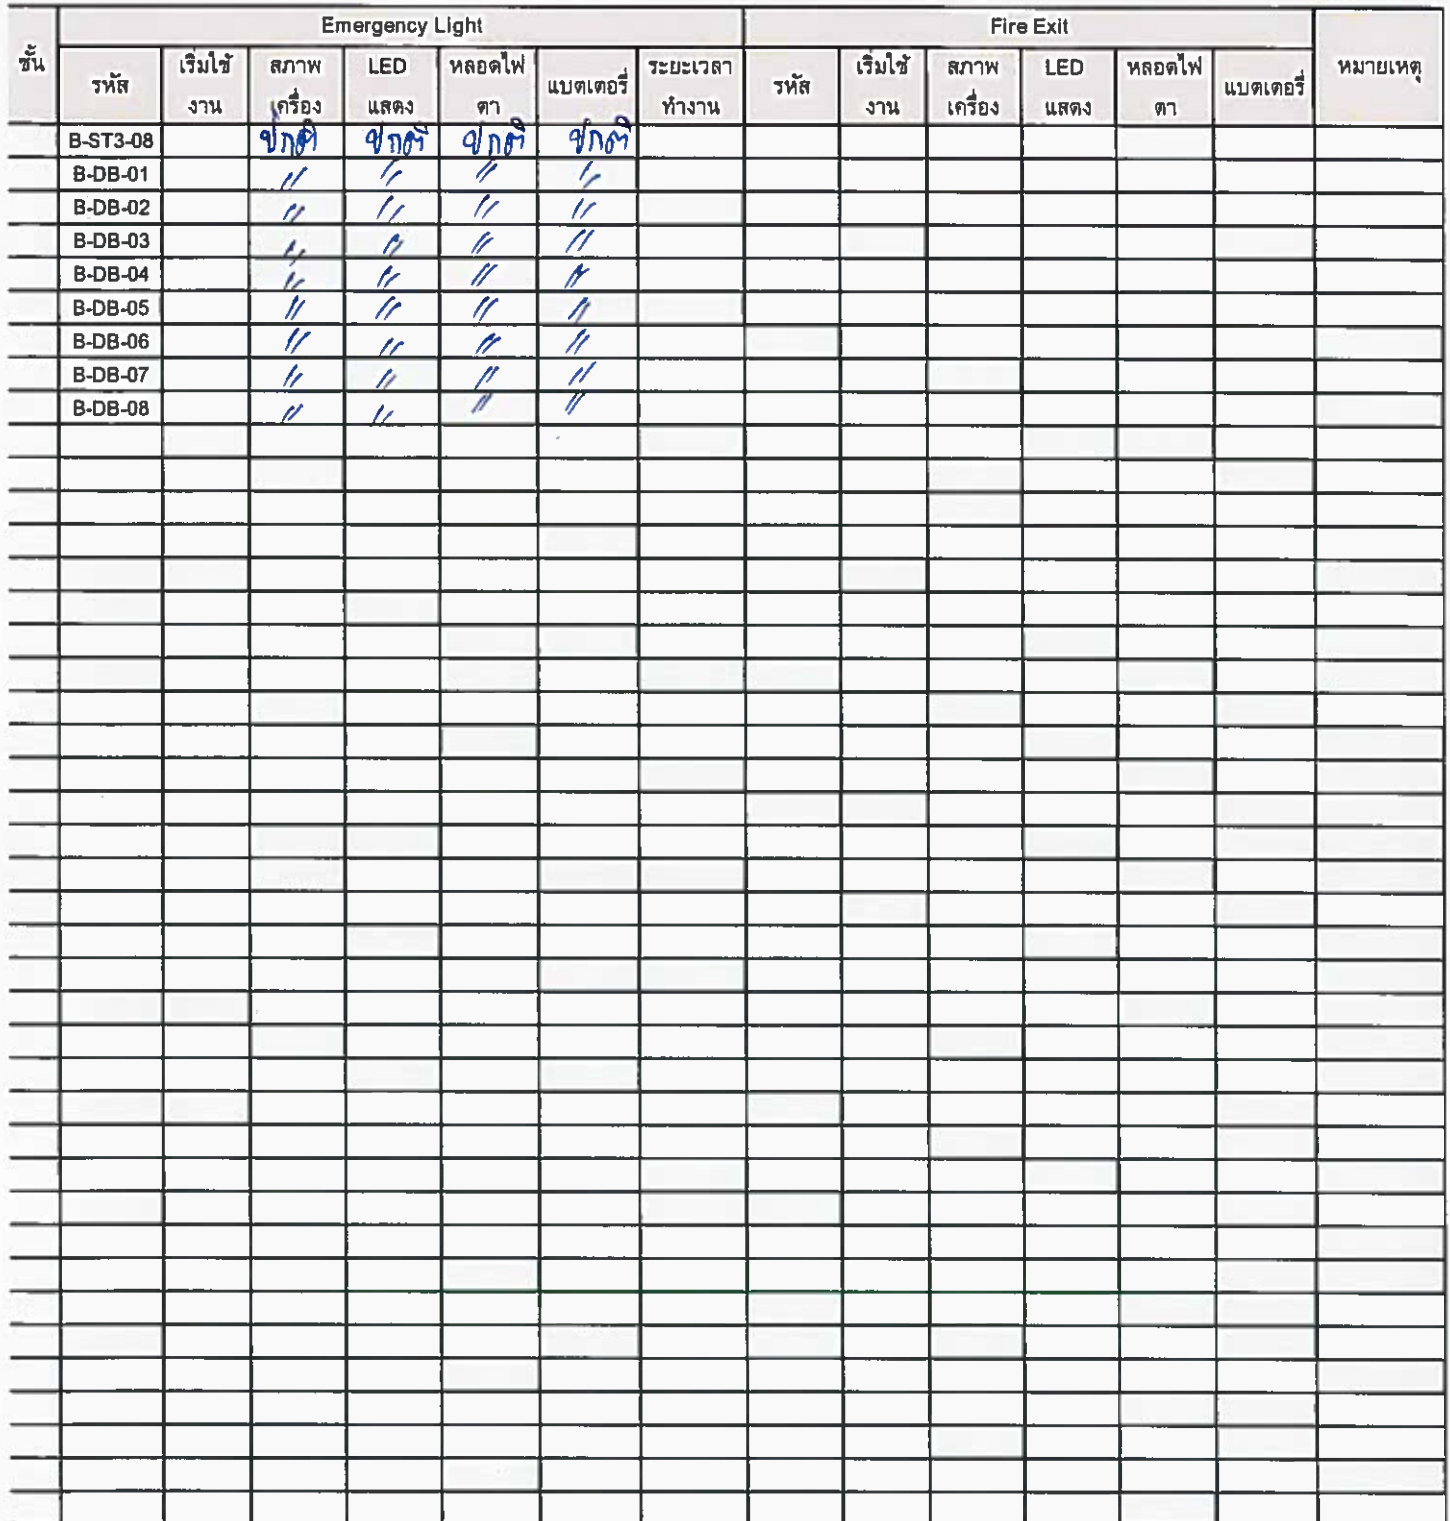 Emergency Light Fire Exit
ชั้น รหัส เริ่มใช้งาน สภาพเครื่อง LED แสดง หลอดไฟ ตา แบตเตอรี่ ระยะเวลาทำงาน รหัส เริ่มใช้งาน สภาพเครื่อง LED แสดง หลอดไฟ ตา แบตเตอรี่ หมายเหตุ
B-ST3-08 ปกติ ปกติ ปกติ ปกติ
B-DB-01 〃 〃 〃 〃
B-DB-02 〃 〃 〃 〃
B-DB-03 〃 〃 〃 〃
B-DB-04 〃 〃 〃 〃
B-DB-05 〃 〃 〃 〃
B-DB-06 〃 〃 〃 〃
B-DB-07 〃 〃 〃 〃
B-DB-08 〃 〃 〃 〃